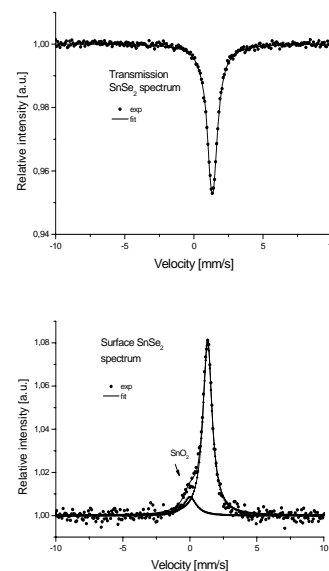 1,00
0,98
0,96
0,94
Relative intensity [a.u.]
Transmission
SnSe₂ spectrum
exp
fit
-10 -5 0 5 10
Velocity [mm/s]
1,08
1,06
1,04
1,02
1,00
Relative intensity [a.u.]
Surface SnSe₂
spectrum
exp
fit
SnO₂
-10 -5 0 5 10
Velocity [mm/s]